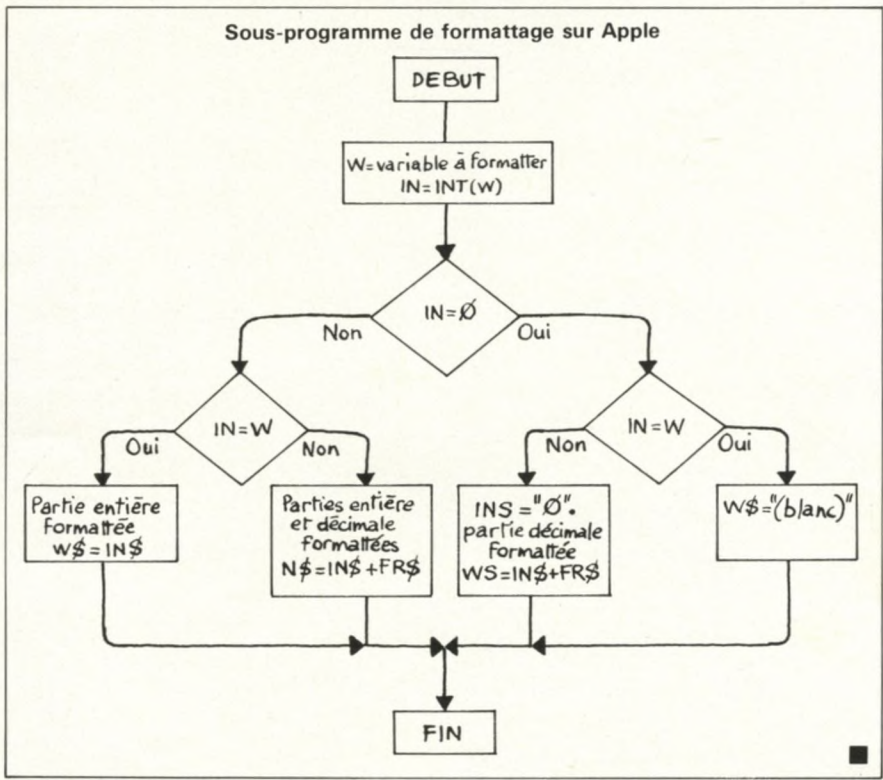 Sous-programme de formattage sur Apple
DEBUT
W=variable à formatter
IN=INT(W)
IN=Ø
Non
Oui
IN=W
Oui
Non
IN=W
Non
Oui
Partie entière
formattée
W$=IN$
Parties entière
et décimale
formattées
N$=IN$+FR$
INS="Ø".
partie décimale
formattée
WS=IN$+FR$
W$="(blanc)"
FIN